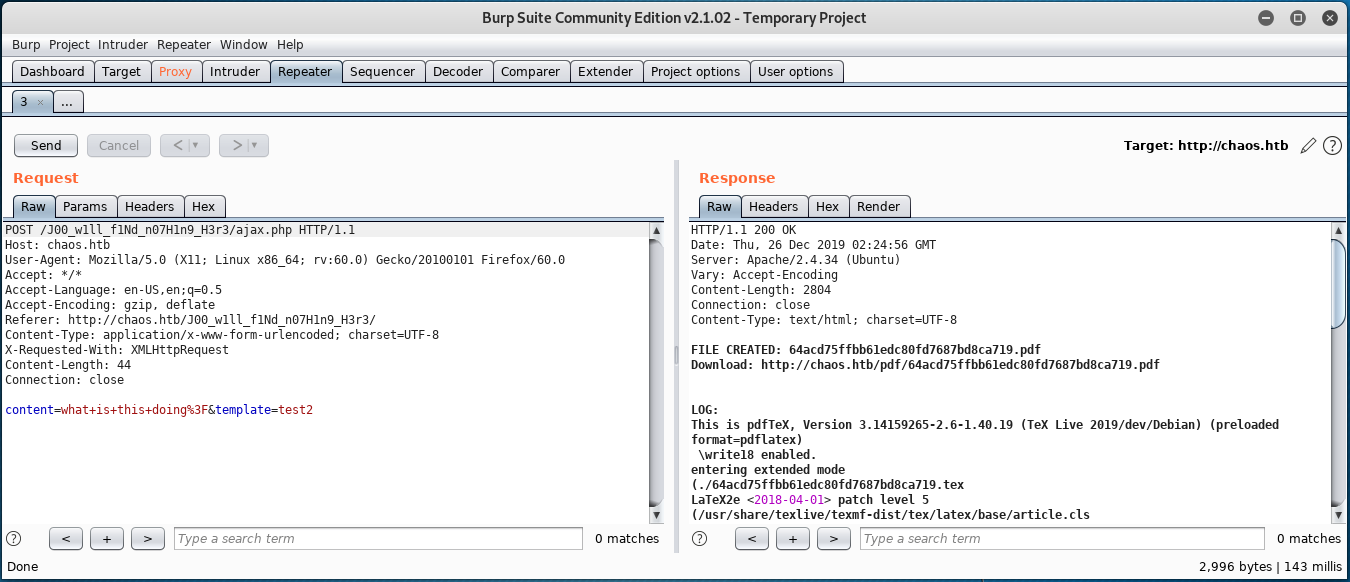 Burp Suite Community Edition v2.1.02 - Temporary Project
Burp Project Intruder Repeater Window Help
Dashboard Target Proxy Intruder Repeater Sequencer Decoder Comparer Extender Project options User options
3 × ...
Send Cancel < ▾ > ▾ Target: http://chaos.htb ?
Request
Raw Params Headers Hex
POST /J00_w1ll_f1Nd_n07H1n9_H3r3/ajax.php HTTP/1.1
Host: chaos.htb
User-Agent: Mozilla/5.0 (X11; Linux x86_64; rv:60.0) Gecko/20100101 Firefox/60.0
Accept: */*
Accept-Language: en-US,en;q=0.5
Accept-Encoding: gzip, deflate
Referer: http://chaos.htb/J00_w1ll_f1Nd_n07H1n9_H3r3/
Content-Type: application/x-www-form-urlencoded; charset=UTF-8
X-Requested-With: XMLHttpRequest
Content-Length: 44
Connection: close
content=what+is+this+doing%3F&template=test2
? < + > Type a search term 0 matches
Response
Raw Headers Hex Render
HTTP/1.1 200 OK
Date: Thu, 26 Dec 2019 02:24:56 GMT
Server: Apache/2.4.34 (Ubuntu)
Vary: Accept-Encoding
Content-Length: 2804
Connection: close
Content-Type: text/html; charset=UTF-8
FILE CREATED: 64acd75ffbb61edc80fd7687bd8ca719.pdf
Download: http://chaos.htb/pdf/64acd75ffbb61edc80fd7687bd8ca719.pdf
LOG:
This is pdfTeX, Version 3.14159265-2.6-1.40.19 (TeX Live 2019/dev/Debian) (preloaded
format=pdflatex)
\write18 enabled.
entering extended mode
(./64acd75ffbb61edc80fd7687bd8ca719.tex
LaTeX2e <2018-04-01> patch level 5
(/usr/share/texlive/texmf-dist/tex/latex/base/article.cls
? < + > Type a search term 0 matches
Done 2,996 bytes | 143 millis